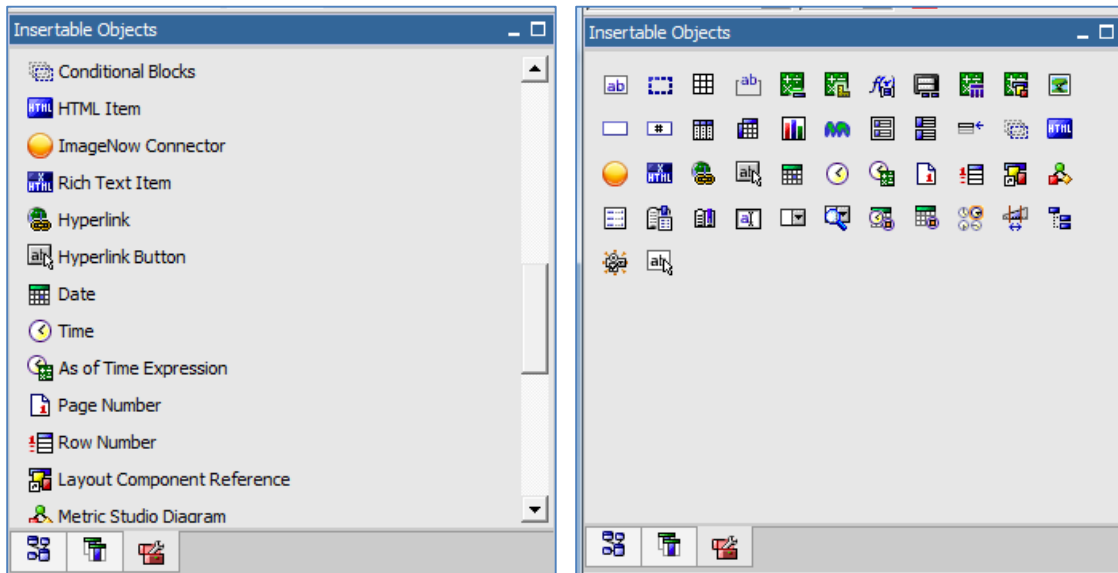 Insertable Objects
Conditional Blocks
HTML Item
ImageNow Connector
Rich Text Item
Hyperlink
Hyperlink Button
Date
Time
As of Time Expression
Page Number
Row Number
Layout Component Reference
Metric Studio Diagram
Insertable Objects